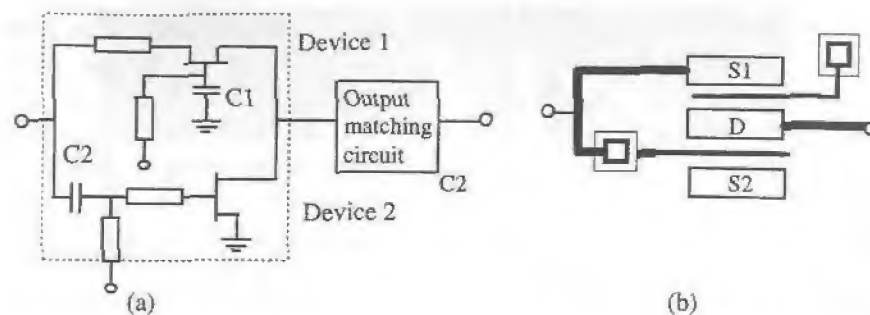 Device 1
C1
C2
Output
matching
circuit
C2
Device 2
(a)
S1
D
S2
(b)